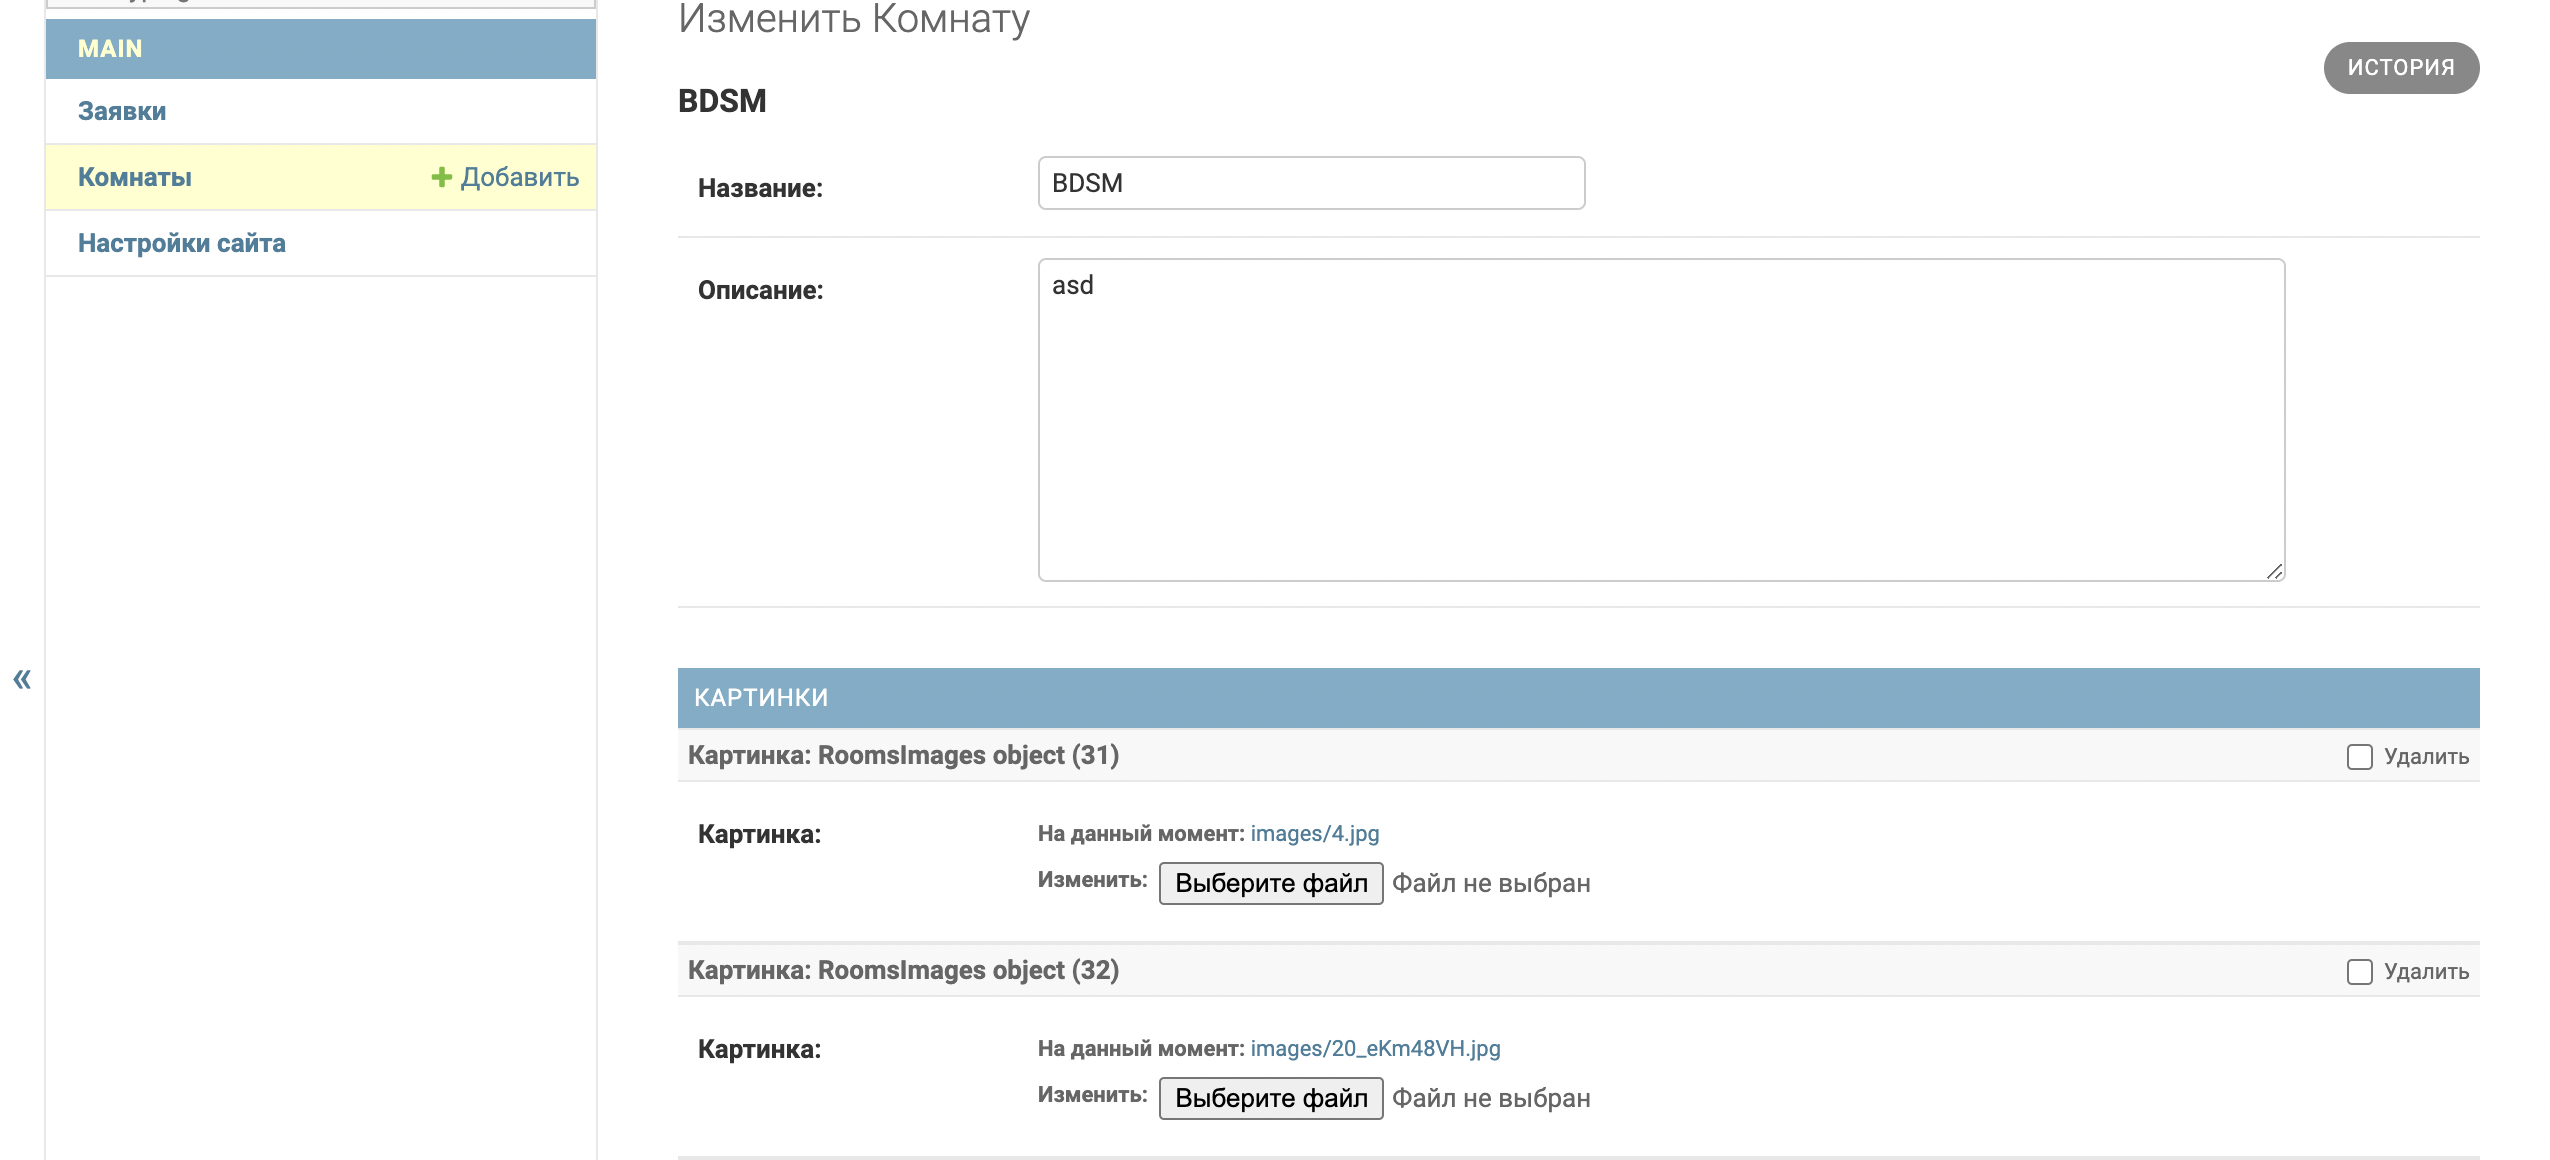 Изменить Комнату
MAIN
ИСТОРИЯ
BDSM
Заявки
Комнаты
Добавить
Настройки сайта
Название:
BDSM
Описание:
asd
«
КАРТИНКИ
Картинка: RoomsImages object (31)
Удалить
Картинка:
На данный момент: images/4.jpg
Изменить: Выберите файл Файл не выбран
Картинка: RoomsImages object (32)
Удалить
Картинка:
На данный момент: images/20_eKm48VH.jpg
Изменить: Выберите файл Файл не выбран